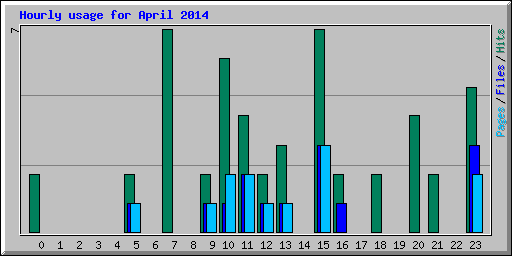 Hourly usage for April 2014
7
Pages / Files / Hits
0 1 2 3 4 5 6 7 8 9 10 11 12 13 14 15 16 17 18 19 20 21 22 23